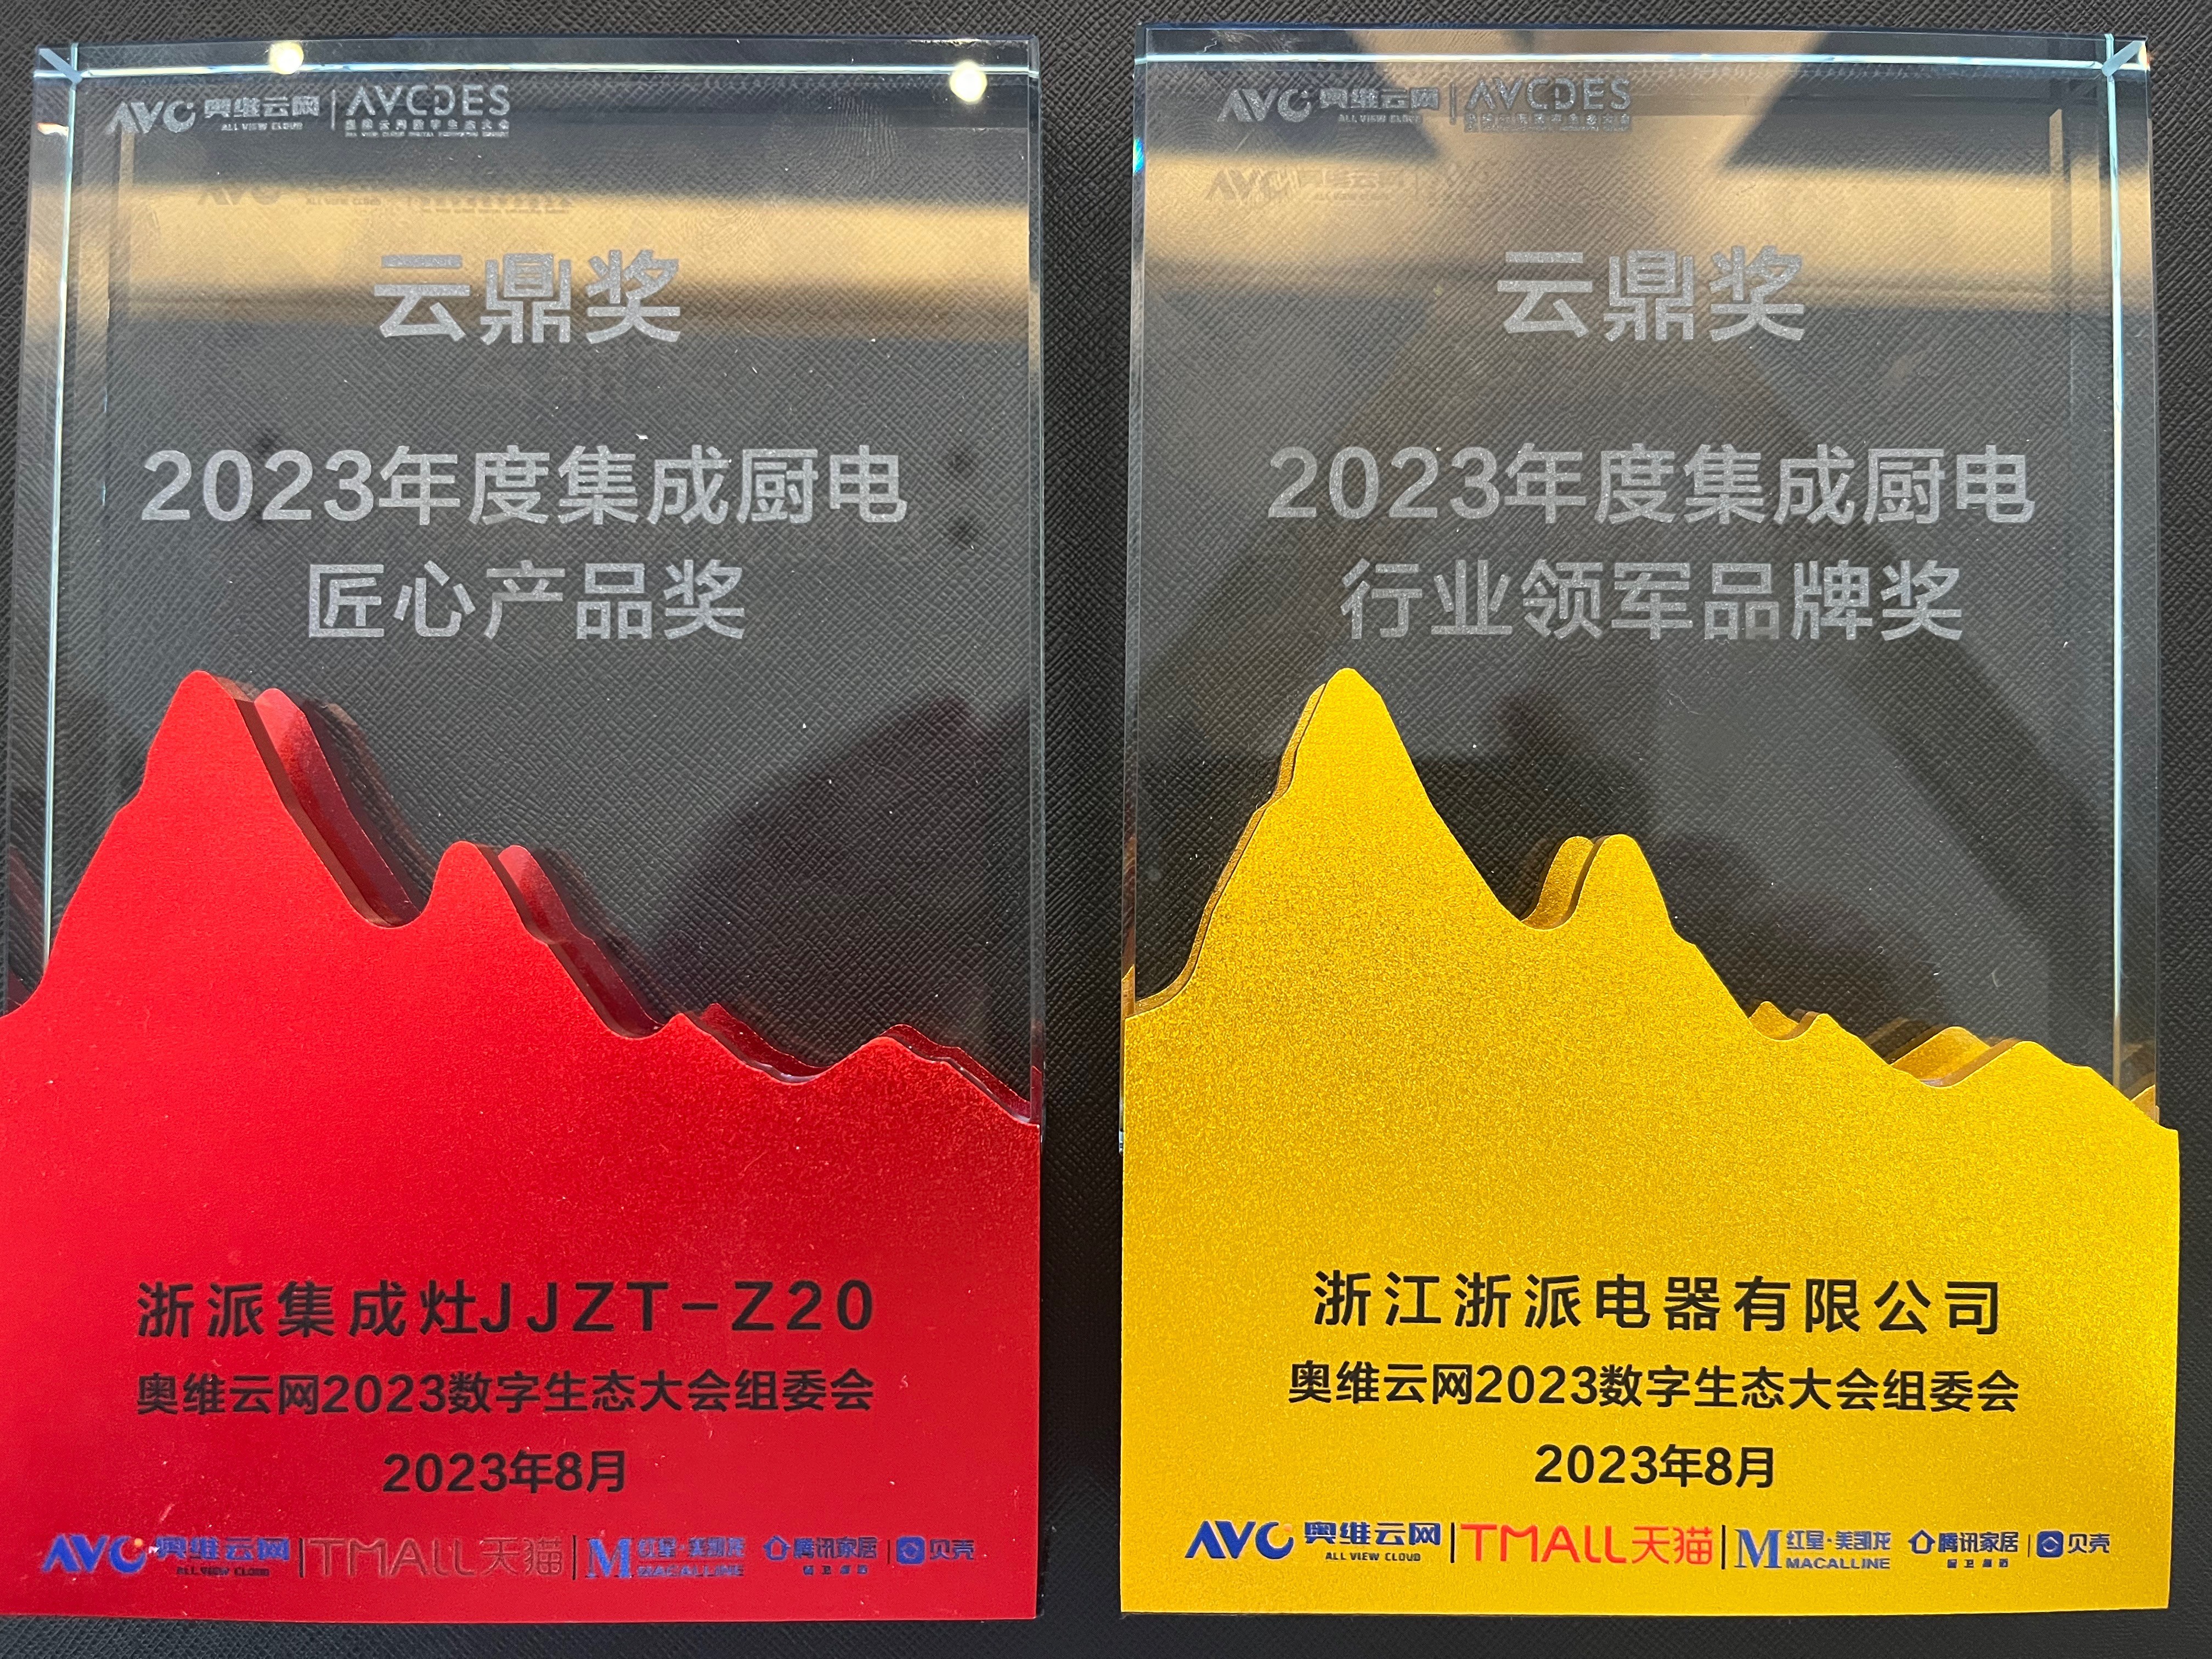 AVC 奥维云网 ALL VIEW CLOUD | AVCDES
云鼎奖
2023年度集成厨电
匠心产品奖
浙派集成灶JJZT-Z20
奥维云网2023数字生态大会组委会
2023年8月
AVC 奥维云网 ALL VIEW CLOUD | TMALL天猫 | M 红星·美凯龙 MACALLINE 腾讯家居 | 贝壳
AVC 奥维云网 ALL VIEW CLOUD | AVCDES
云鼎奖
2023年度集成厨电
行业领军品牌奖
浙江浙派电器有限公司
奥维云网2023数字生态大会组委会
2023年8月
AVC 奥维云网 ALL VIEW CLOUD | TMALL天猫 | M 红星·美凯龙 MACALLINE 腾讯家居 | 贝壳